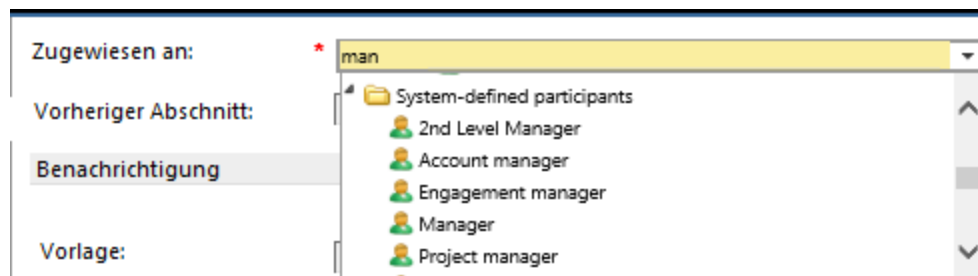 Zugewiesen an: * man
System-defined participants
Vorheriger Abschnitt:
2nd Level Manager
Account manager
Benachrichtigung
Engagement manager
Manager
Vorlage:
Project manager